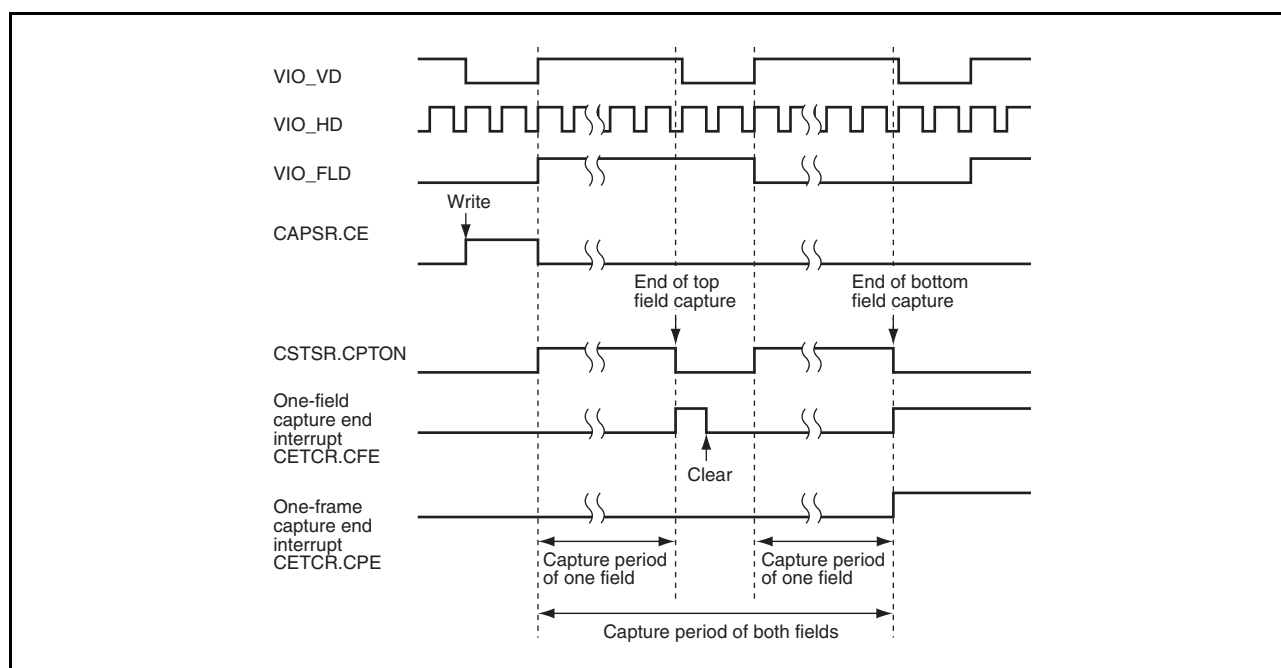 VIO_VD
VIO_HD
VIO_FLD
Write
CAPSR.CE
End of top
field capture
End of bottom
field capture
CSTSR.CPTON
One-field
capture end
interrupt
CETCR.CFE
Clear
One-frame
capture end
interrupt
CETCR.CPE
Capture period
of one field
Capture period
of one field
Capture period of both fields